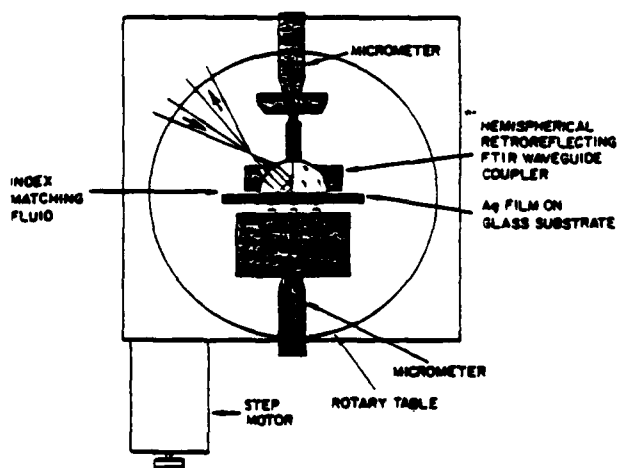 MICROMETER
HEMISPHERICAL
RETROREFLECTING
FTIR WAVEGUIDE
COUPLER
INDEX
MATCHING
FLUID
Ag FILM ON
GLASS SUBSTRATE
MICROMETER
STEP
MOTOR
ROTARY TABLE